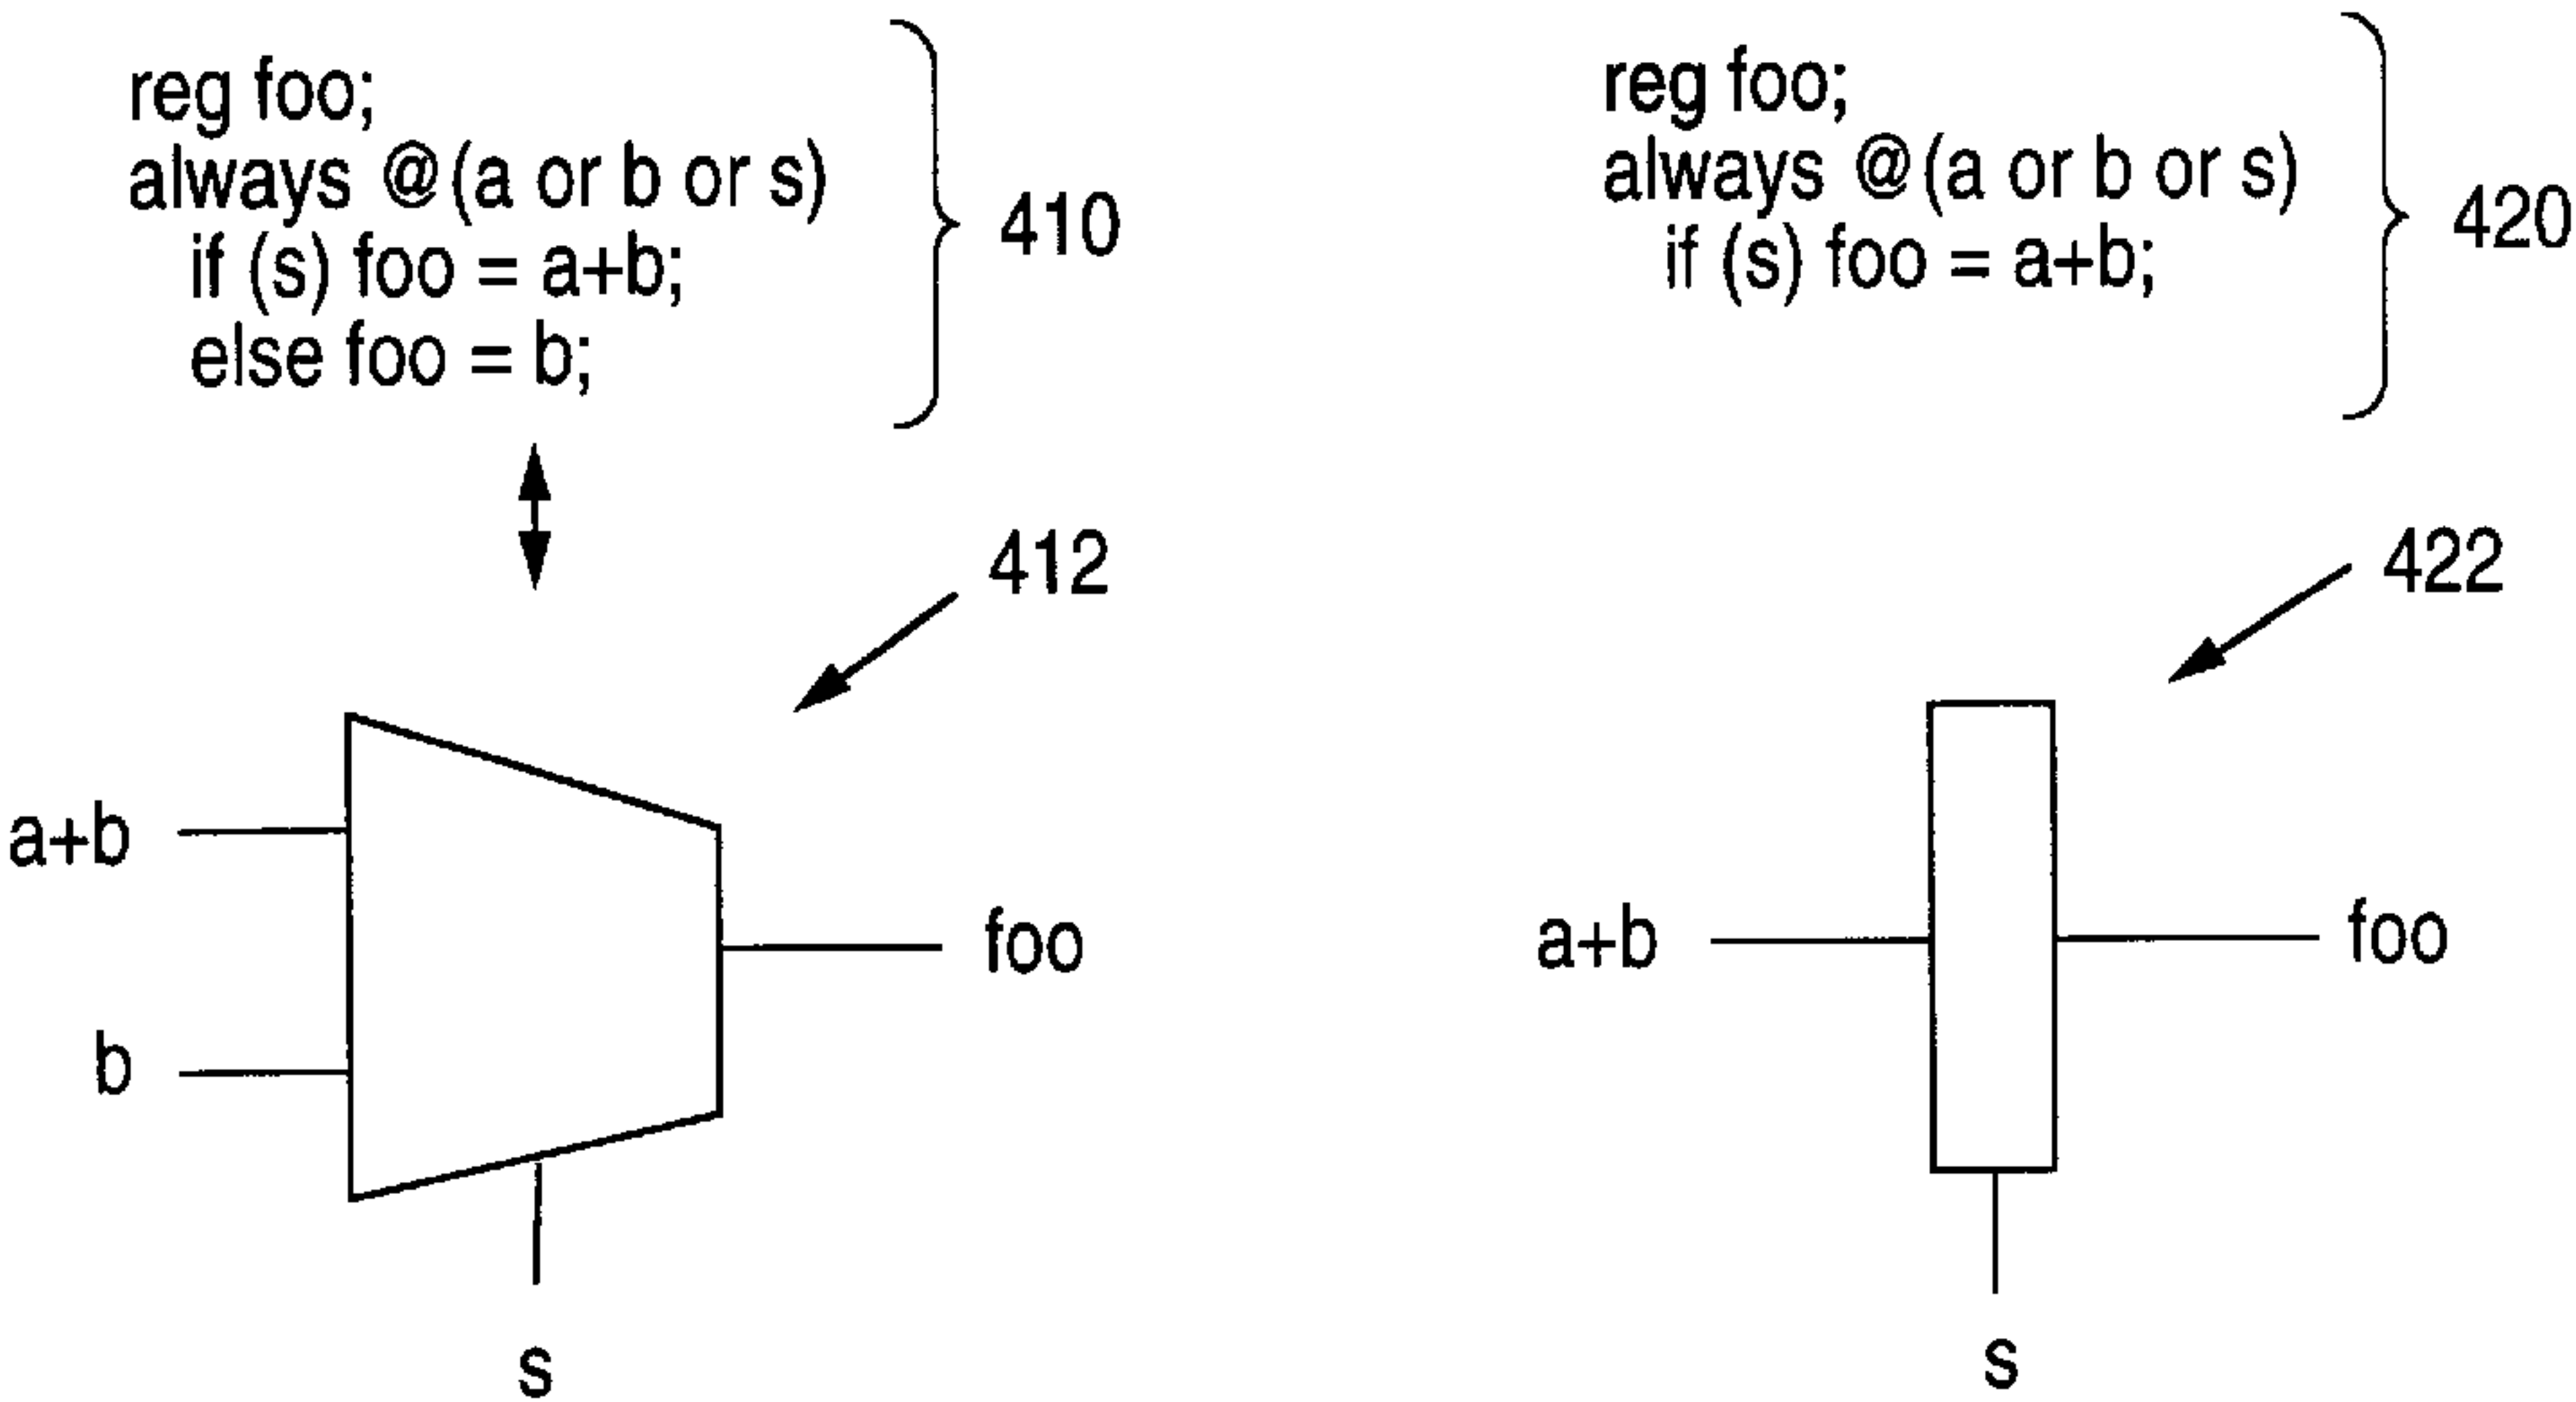 reg foo;
always @(a or b or s)
if (s) foo = a+b;
else foo = b;
410
412
a+b
b
foo
s
reg foo;
always @(a or b or s)
if (s) foo = a+b;
420
422
a+b
foo
s